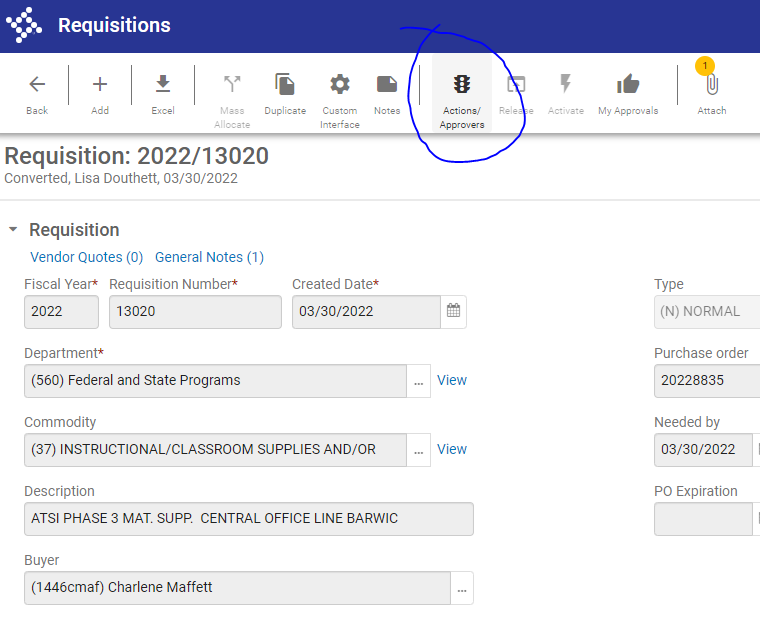 Requisitions
1
Back
Add
Excel
Mass
Allocate
Duplicate
Custom
Interface
Notes
Actions/
Approvers
Release
Activate
My Approvals
Attach
Requisition: 2022/13020
Converted, Lisa Douthett, 03/30/2022
Requisition
Vendor Quotes (0) General Notes (1)
Fiscal Year* Requisition Number* Created Date* Type
2022 13020 03/30/2022 (N) NORMAL
Department* Purchase order
(560) Federal and State Programs ... View 20228835
Commodity Needed by
(37) INSTRUCTIONAL/CLASSROOM SUPPLIES AND/OR ... View 03/30/2022
Description PO Expiration
ATSI PHASE 3 MAT. SUPP. CENTRAL OFFICE LINE BARWIC
Buyer
(1446cmaf) Charlene Maffett ...